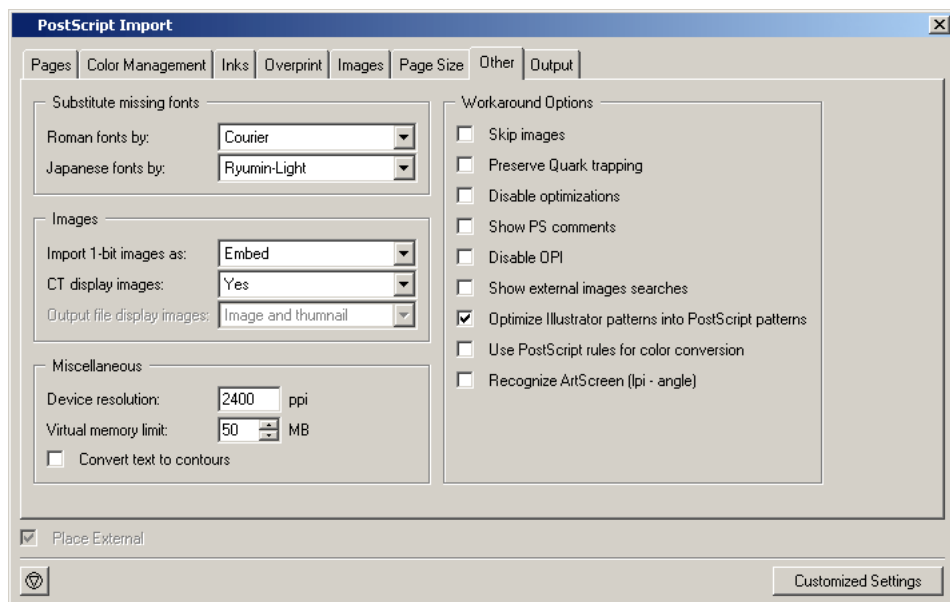 PostScript Import
Pages Color Management Inks Overprint Images Page Size Other Output
Substitute missing fonts
Roman fonts by: Courier
Japanese fonts by: Ryumin-Light
Images
Import 1-bit images as: Embed
CT display images: Yes
Output file display images: Image and thumnail
Miscellaneous
Device resolution: 2400 ppi
Virtual memory limit: 50 MB
Convert text to contours
Workaround Options
Skip images
Preserve Quark trapping
Disable optimizations
Show PS comments
Disable OPI
Show external images searches
Optimize Illustrator patterns into PostScript patterns
Use PostScript rules for color conversion
Recognize ArtScreen (lpi - angle)
Place External
Customized Settings